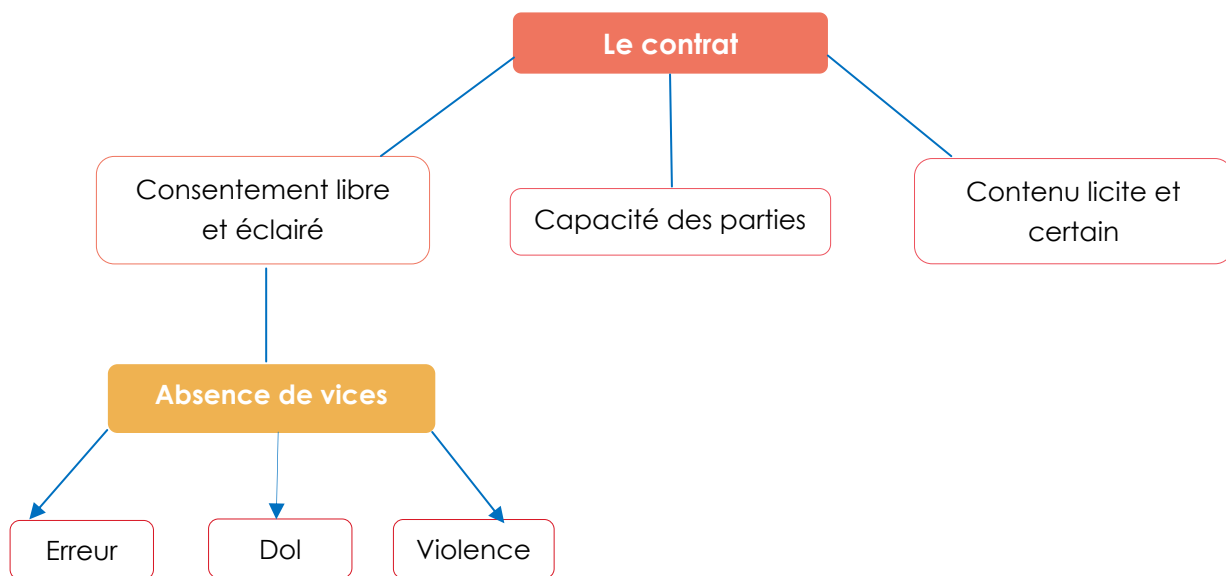 Le contrat
Consentement libre
et éclairé
Capacité des parties
Contenu licite et
certain
Absence de vices
Erreur
Dol
Violence